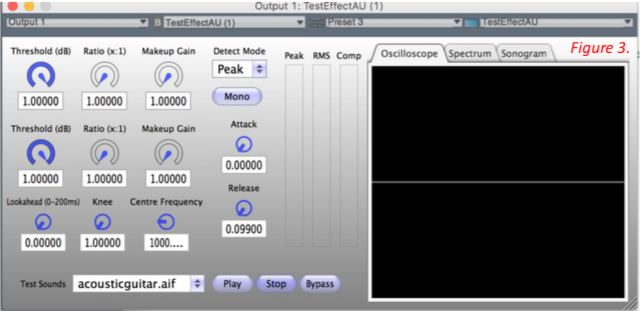 Output 1: TestEffectAU (1)
Output 1 B TestEffectAU (1) Preset 3 TestEffectAU
Figure 3.
Threshold (dB) Ratio (x:1) Makeup Gain Detect Mode Peak RMS Comp Oscilloscope Spectrum Sonogram
Peak
1.00000 1.00000 1.00000 Mono
Threshold (dB) Ratio (x:1) Makeup Gain Attack
0.00000
1.00000 1.00000 1.00000 Release
Lookahead (0-200ms) Knee Centre Frequency
0.00000 1.00000 1000.... 0.09900
Test Sounds acousticguitar.aif Play Stop Bypass